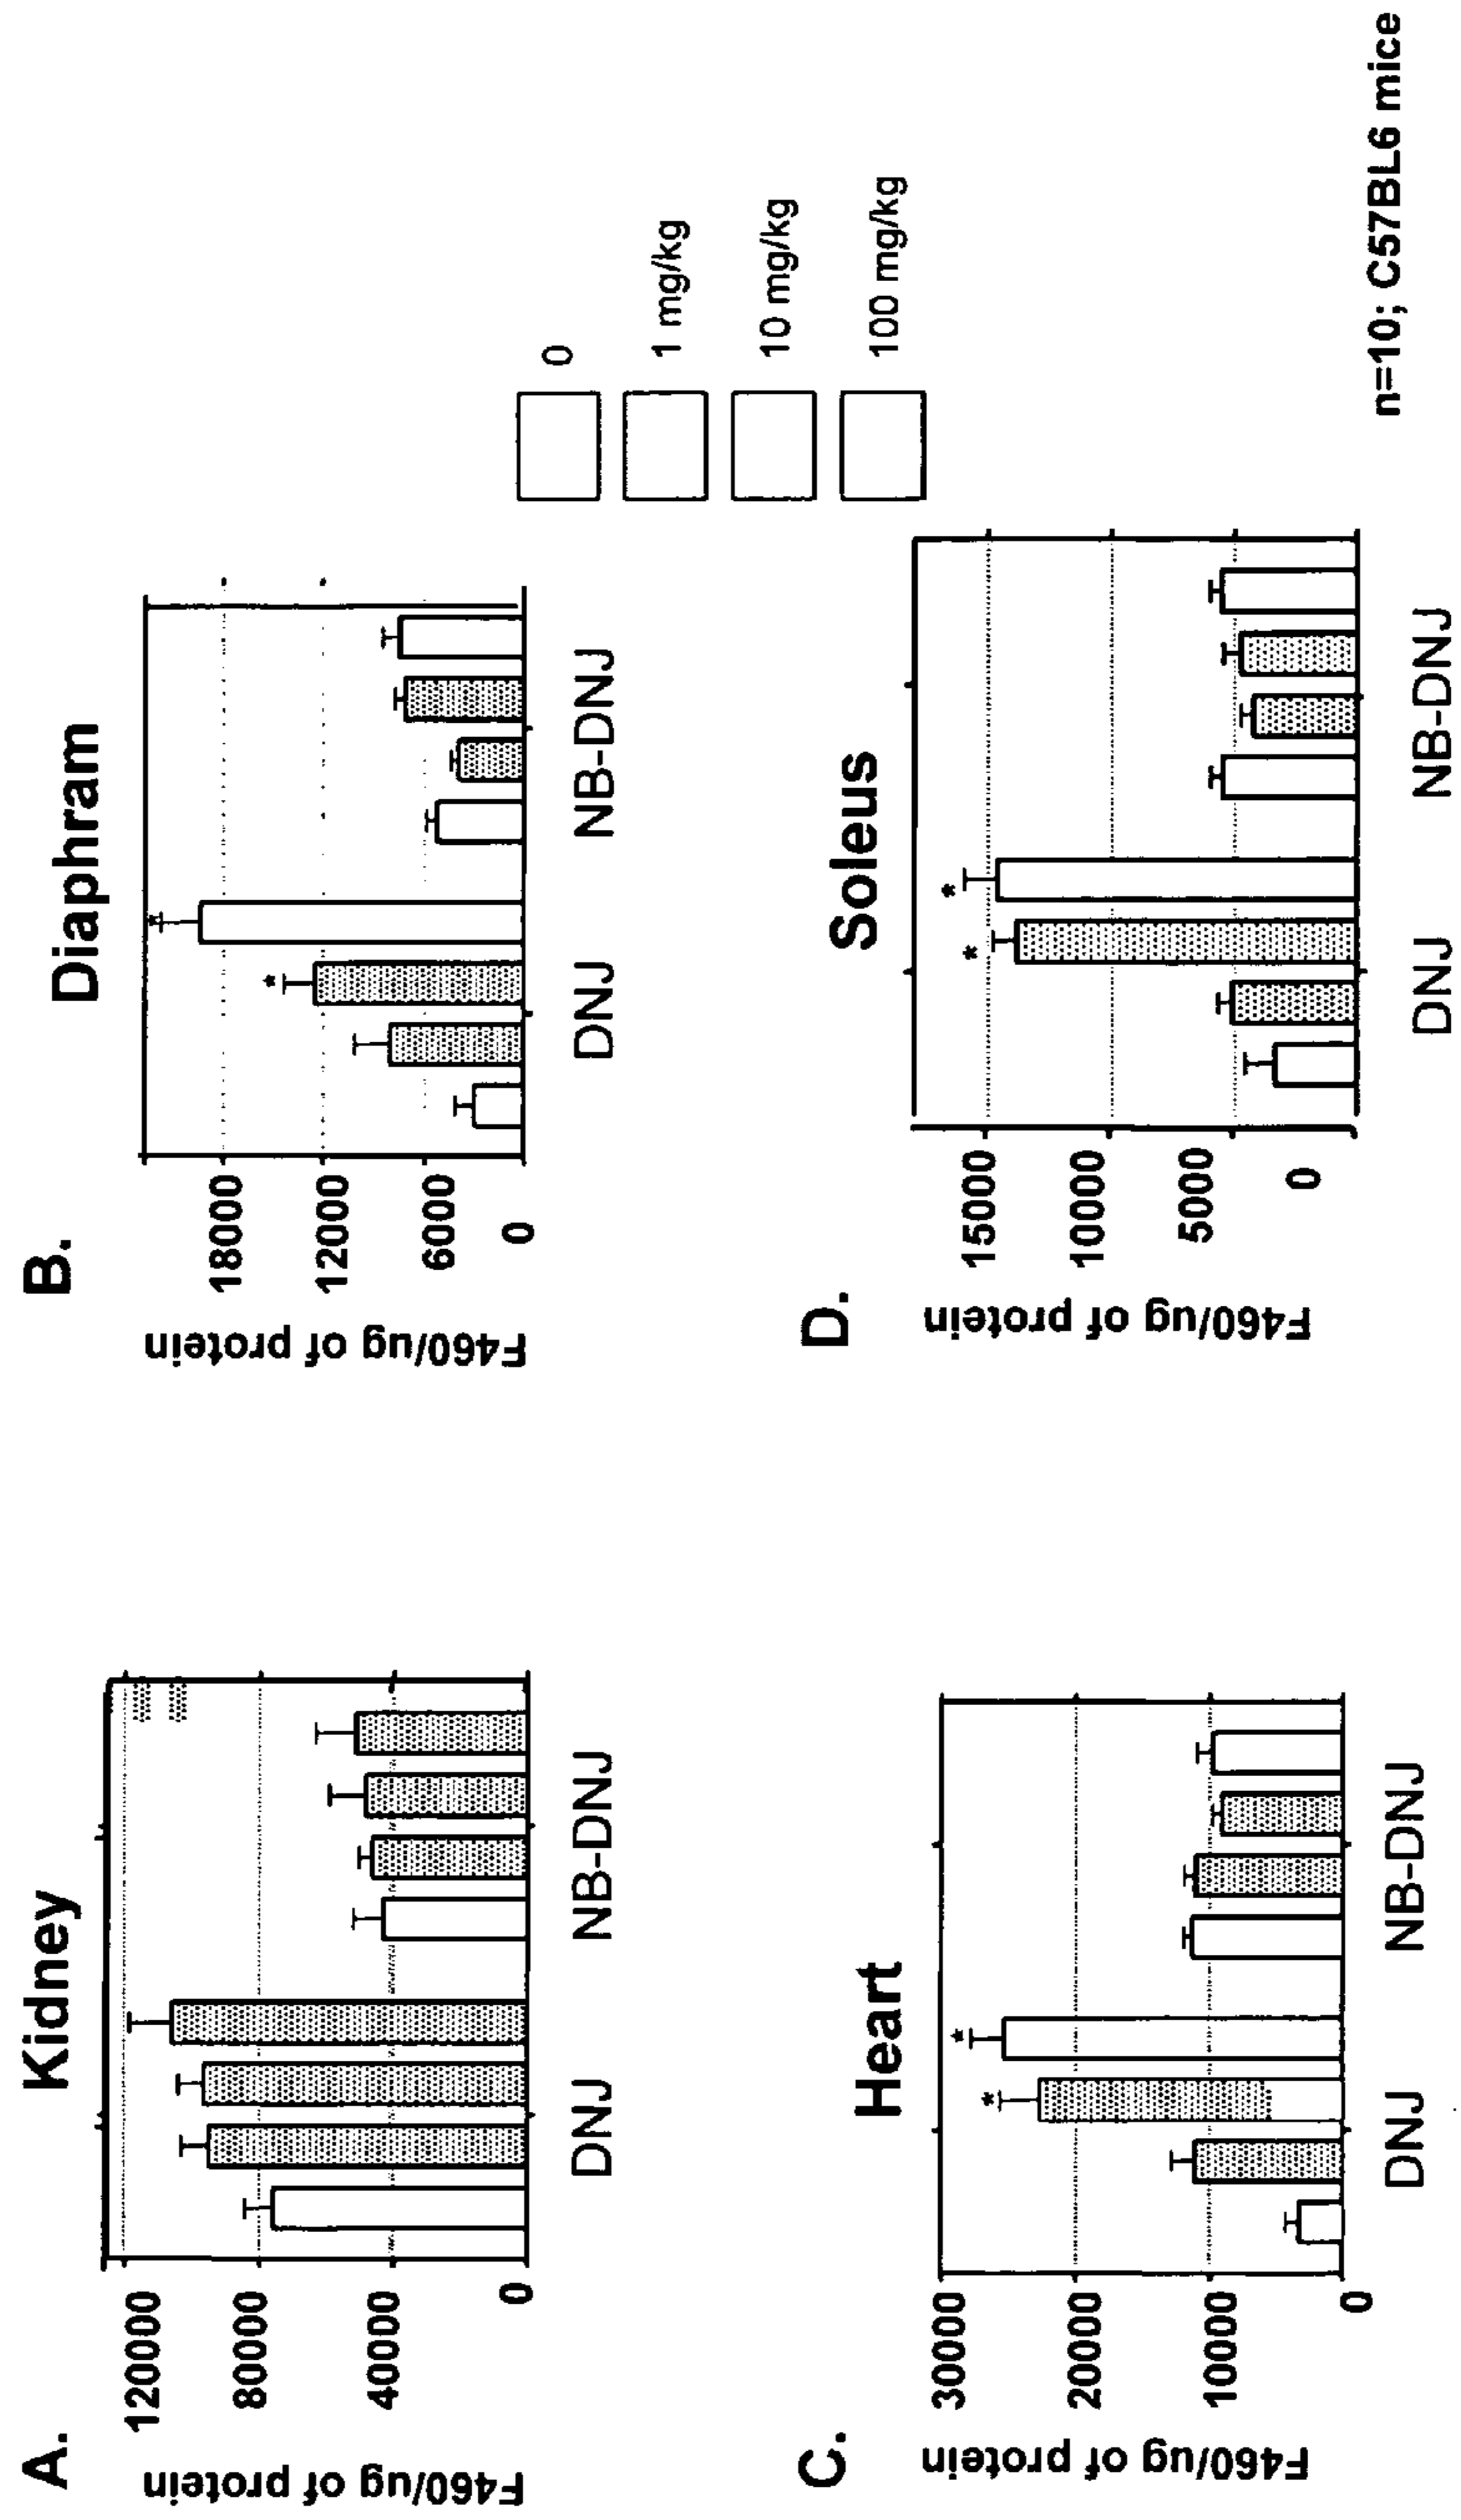 A.
Kidney
F460/ug of protein
120000
80000
40000
0
DNJ
NB-DNJ
B.
Diaphram
F460/ug of protein
18000
12000
6000
0
*
*
DNJ
NB-DNJ
C.
Heart
F460/ug of protein
30000
20000
10000
0
*
*
DNJ
NB-DNJ
D.
Soleus
F460/ug of protein
15000
10000
5000
0
*
*
DNJ
NB-DNJ
0
1 mg/kg
10 mg/kg
100 mg/kg
n=10; C57BL6 mice